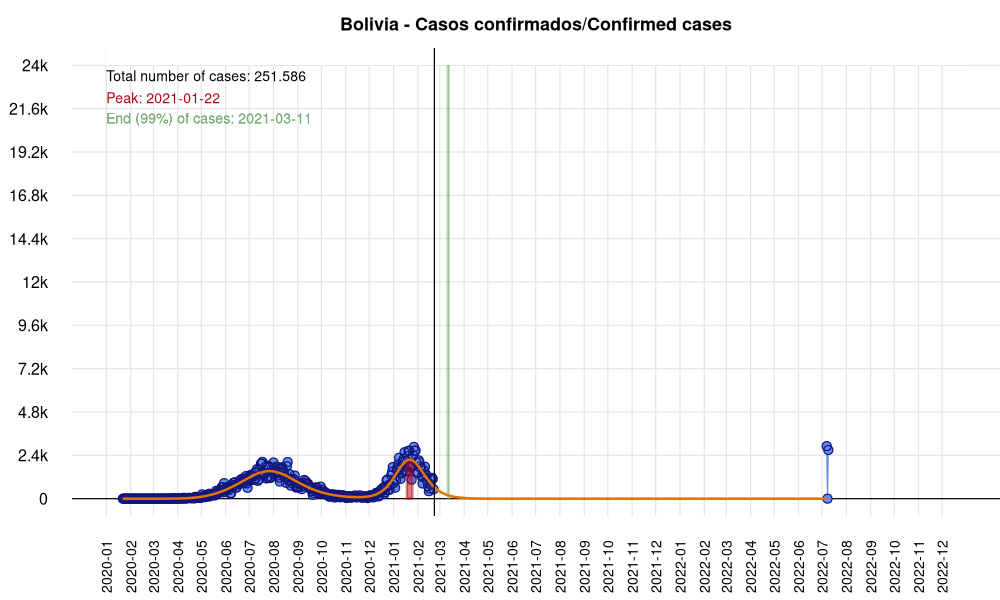 Bolivia - Casos confirmados/Confirmed cases
Total number of cases: 251.586
Peak: 2021-01-22
End (99%) of cases: 2021-03-11
24k
21.6k
19.2k
16.8k
14.4k
12k
9.6k
7.2k
4.8k
2.4k
0
2020-01
2020-02
2020-03
2020-04
2020-05
2020-06
2020-07
2020-08
2020-09
2020-10
2020-11
2020-12
2021-01
2021-02
2021-03
2021-04
2021-05
2021-06
2021-07
2021-08
2021-09
2021-10
2021-11
2021-12
2022-01
2022-02
2022-03
2022-04
2022-05
2022-06
2022-07
2022-08
2022-09
2022-10
2022-11
2022-12